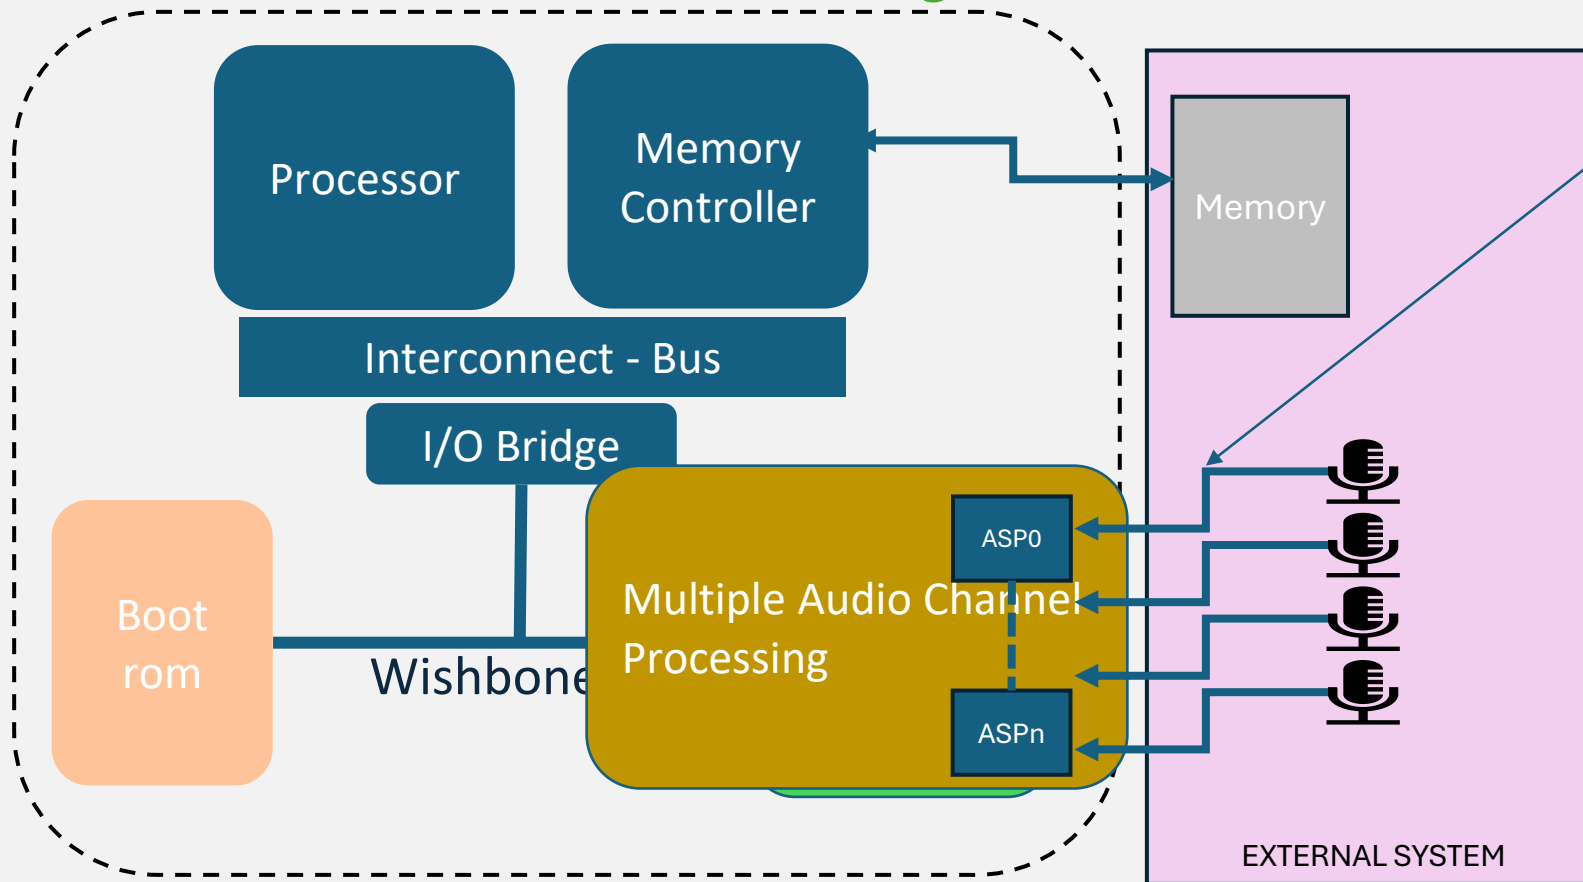 Processor
Memory
Controller
Memory
Interconnect - Bus
I/O Bridge
ASP0
Boot
rom
Multiple Audio Channel
Processing
Wishbone
ASPn
EXTERNAL SYSTEM